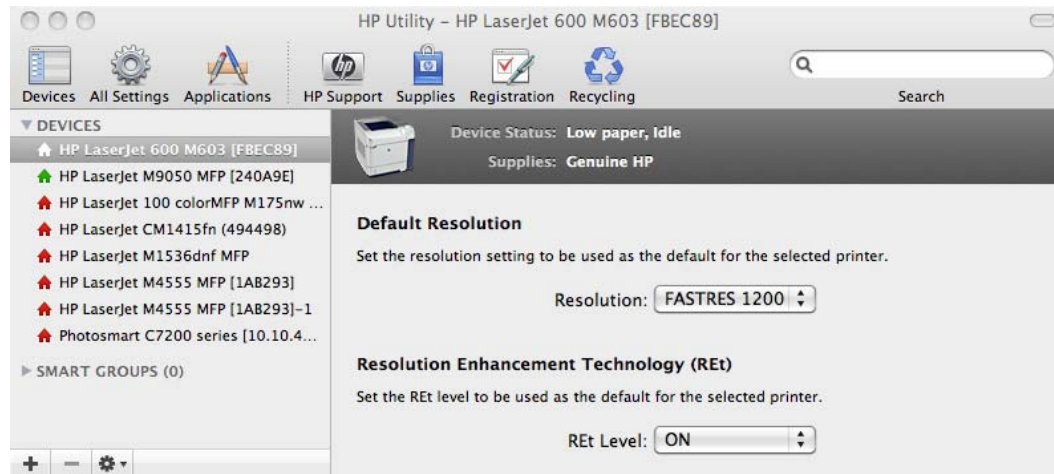 HP Utility – HP LaserJet 600 M603 [FBEC89]
Devices All Settings Applications HP Support Supplies Registration Recycling Search
DEVICES
HP LaserJet 600 M603 [FBEC89]
HP LaserJet M9050 MFP [240A9E]
HP LaserJet 100 colorMFP M175nw ...
HP LaserJet CM1415fn (494498)
HP LaserJet M1536dnf MFP
HP LaserJet M4555 MFP [1AB293]
HP LaserJet M4555 MFP [1AB293]-1
Photosmart C7200 series [10.10.4...
SMART GROUPS (0)
Device Status: Low paper, Idle
Supplies: Genuine HP
Default Resolution
Set the resolution setting to be used as the default for the selected printer.
Resolution: FASTRES 1200
Resolution Enhancement Technology (REt)
Set the REt level to be used as the default for the selected printer.
REt Level: ON